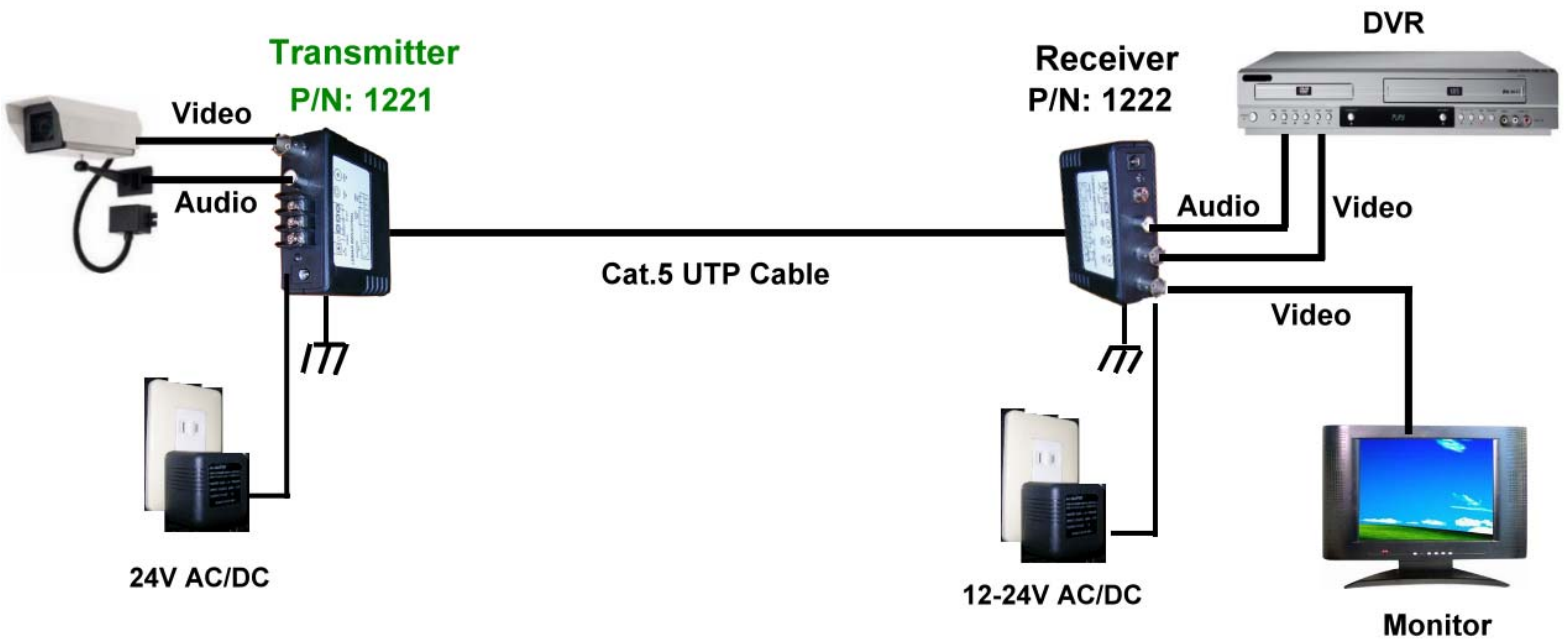 DVR
Transmitter
P/N: 1221
Receiver
P/N: 1222
Video
Audio
Audio
Video
Cat.5 UTP Cable
Video
24V AC/DC
12-24V AC/DC
Monitor